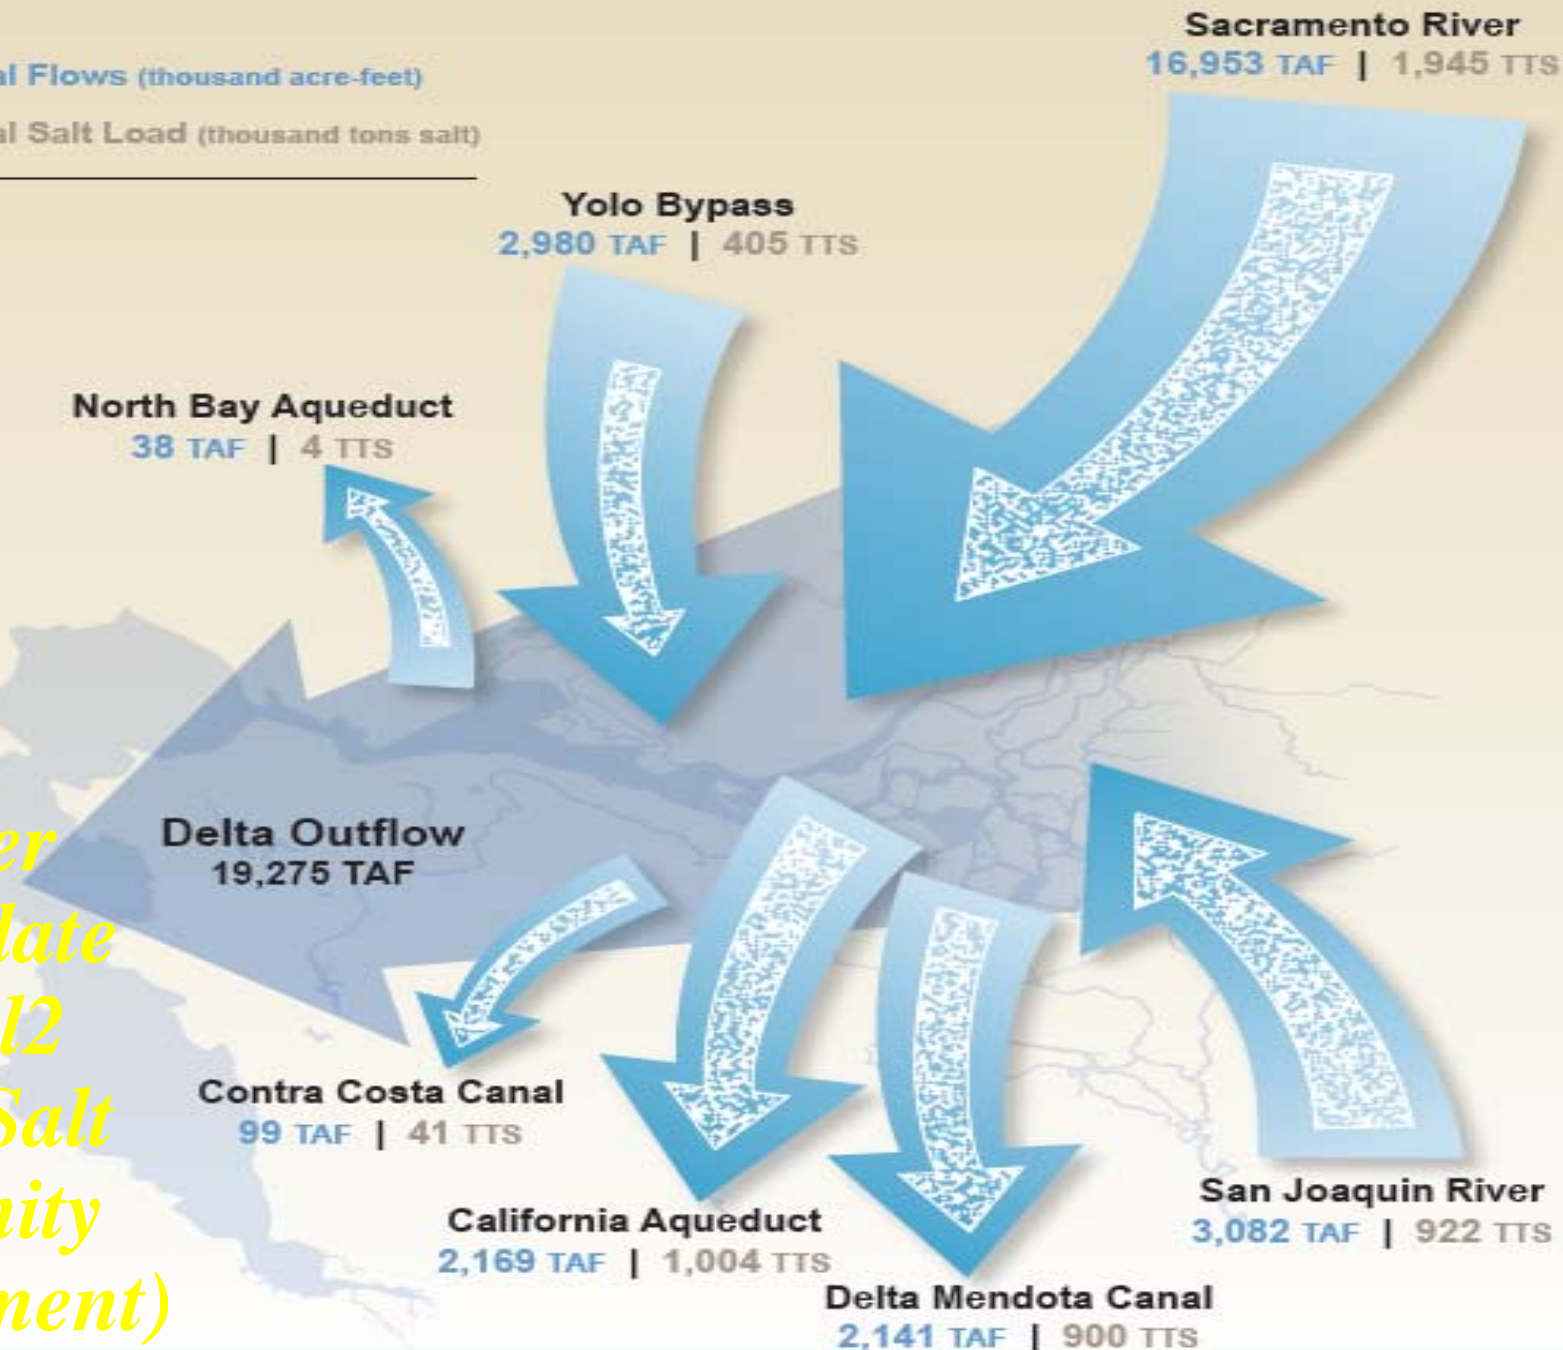 al Flows (thousand acre-feet)
al Salt Load (thousand tons salt)
Sacramento River
16,953 TAF | 1,945 TTS
Yolo Bypass
2,980 TAF | 405 TTS
North Bay Aqueduct
38 TAF | 4 TTS
Delta Outflow
19,275 TAF
er
late
l2
Salt
nity
ment)
Contra Costa Canal
99 TAF | 41 TTS
California Aqueduct
2,169 TAF | 1,004 TTS
San Joaquin River
3,082 TAF | 922 TTS
Delta Mendota Canal
2,141 TAF | 900 TTS